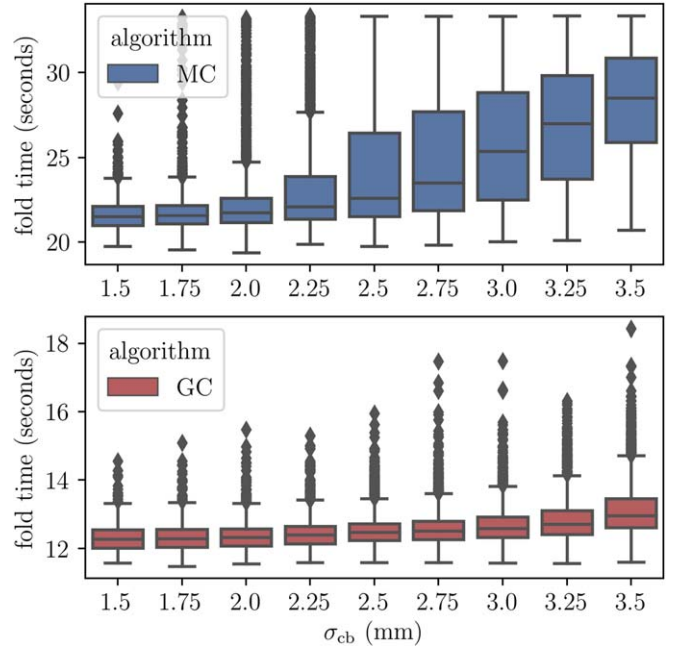 algorithm
MC
fold time (seconds)
30
25
20
1.5 1.75 2.0 2.25 2.5 2.75 3.0 3.25 3.5
algorithm
GC
fold time (seconds)
18
16
14
12
1.5 1.75 2.0 2.25 2.5 2.75 3.0 3.25 3.5
σcb (mm)